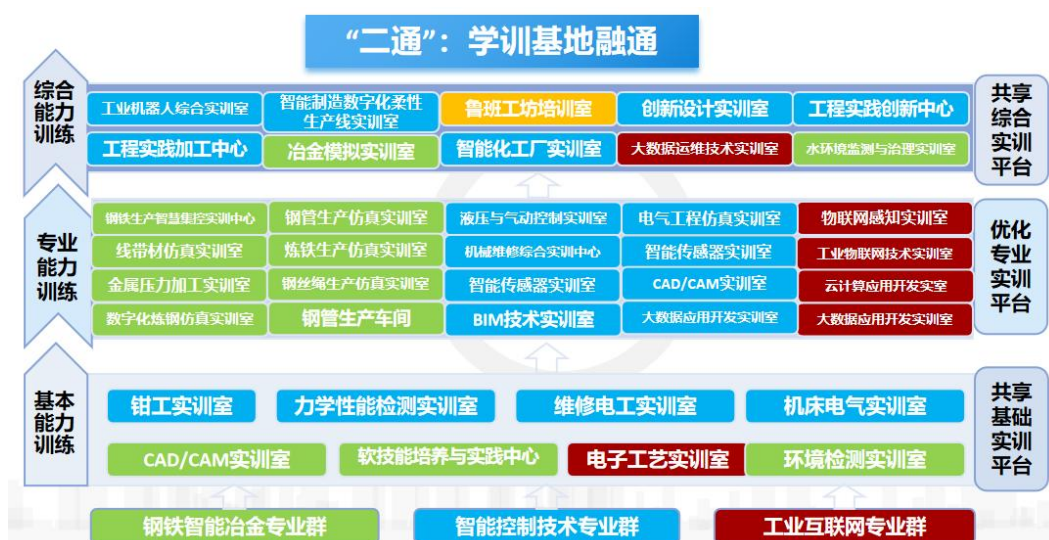 “二通”：学训基地融通
综合
能力
训练
工业机器人综合实训室
智能制造数字化柔性
生产线实训室
鲁班工坊培训室
创新设计实训室
工程实践创新中心
工程实践加工中心
冶金模拟实训室
智能化工厂实训室
大数据运维技术实训室
水环境监测与治理实训室
共享
综合
实训
平台
专业
能力
训练
钢铁生产智慧集控实训中心
钢管生产仿真实训室
液压与气动控制实训室
电气工程仿真实训室
物联网感知实训室
线带材仿真实训室
炼铁生产仿真实训室
机械维修综合实训中心
智能传感器实训室
工业物联网技术实训室
金属压力加工实训室
钢丝绳生产仿真实训室
智能传感器实训室
CAD/CAM实训室
云计算应用开发实室
数字化炼钢仿真实训室
钢管生产车间
BIM技术实训室
大数据应用开发实训室
大数据应用开发实训室
优化
专业
实训
平台
基本
能力
训练
钳工实训室
力学性能检测实训室
维修电工实训室
机床电气实训室
CAD/CAM实训室
软技能培养与实践中心
电子工艺实训室
环境检测实训室
共享
基础
实训
平台
钢铁智能冶金专业群
智能控制技术专业群
工业互联网专业群